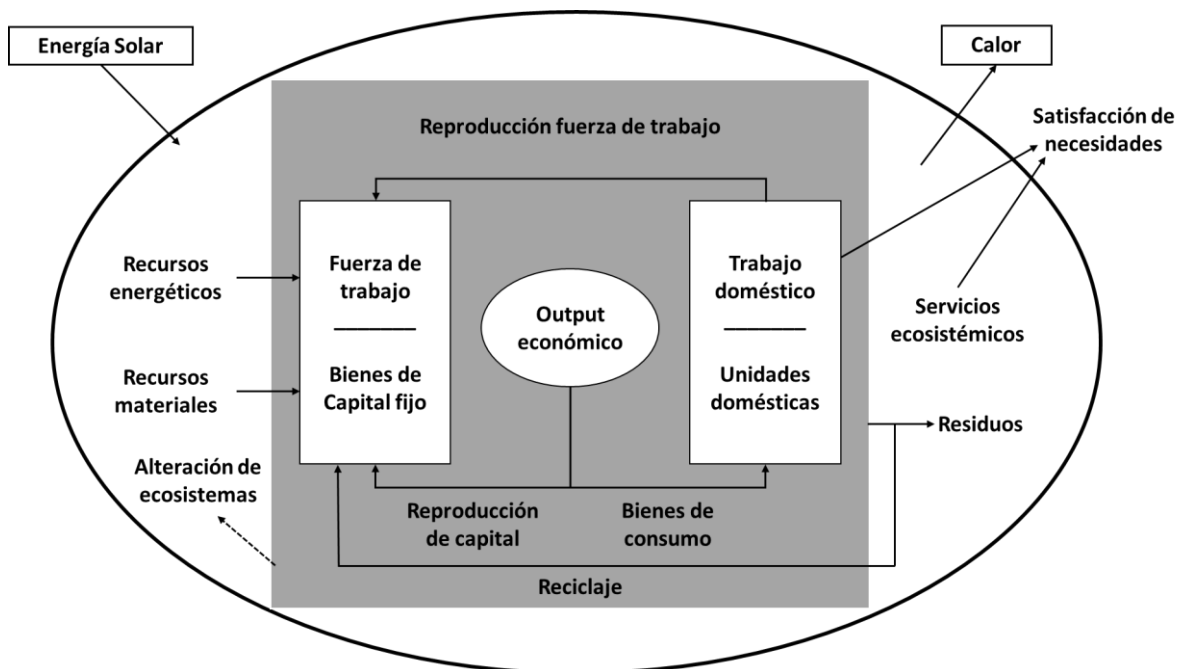 Energía Solar
Calor
Satisfacción de
necesidades
Reproducción fuerza de trabajo
Recursos
energéticos
Fuerza de
trabajo
Output
económico
Trabajo
doméstico
Servicios
ecosistémicos
Recursos
materiales
Bienes de
Capital fijo
Unidades
domésticas
Residuos
Alteración de
ecosistemas
Reproducción
de capital
Bienes de
consumo
Reciclaje